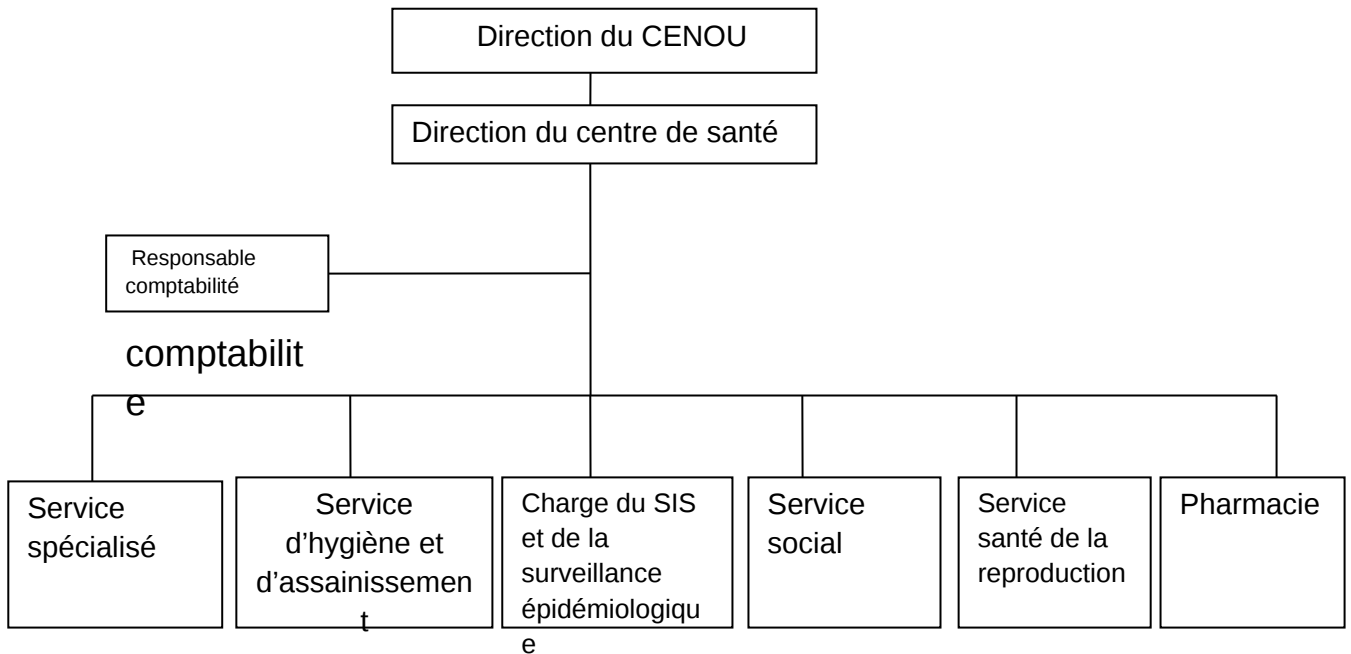 Direction du CENOU
Direction du centre de santé
Responsable
comptabilité
comptabilit
e
Service
spécialisé
Service
d’hygiène et
d’assainissemen
t
Charge du SIS
et de la
surveillance
épidémiologiqu
e
Service
social
Service
santé de la
reproduction
Pharmacie